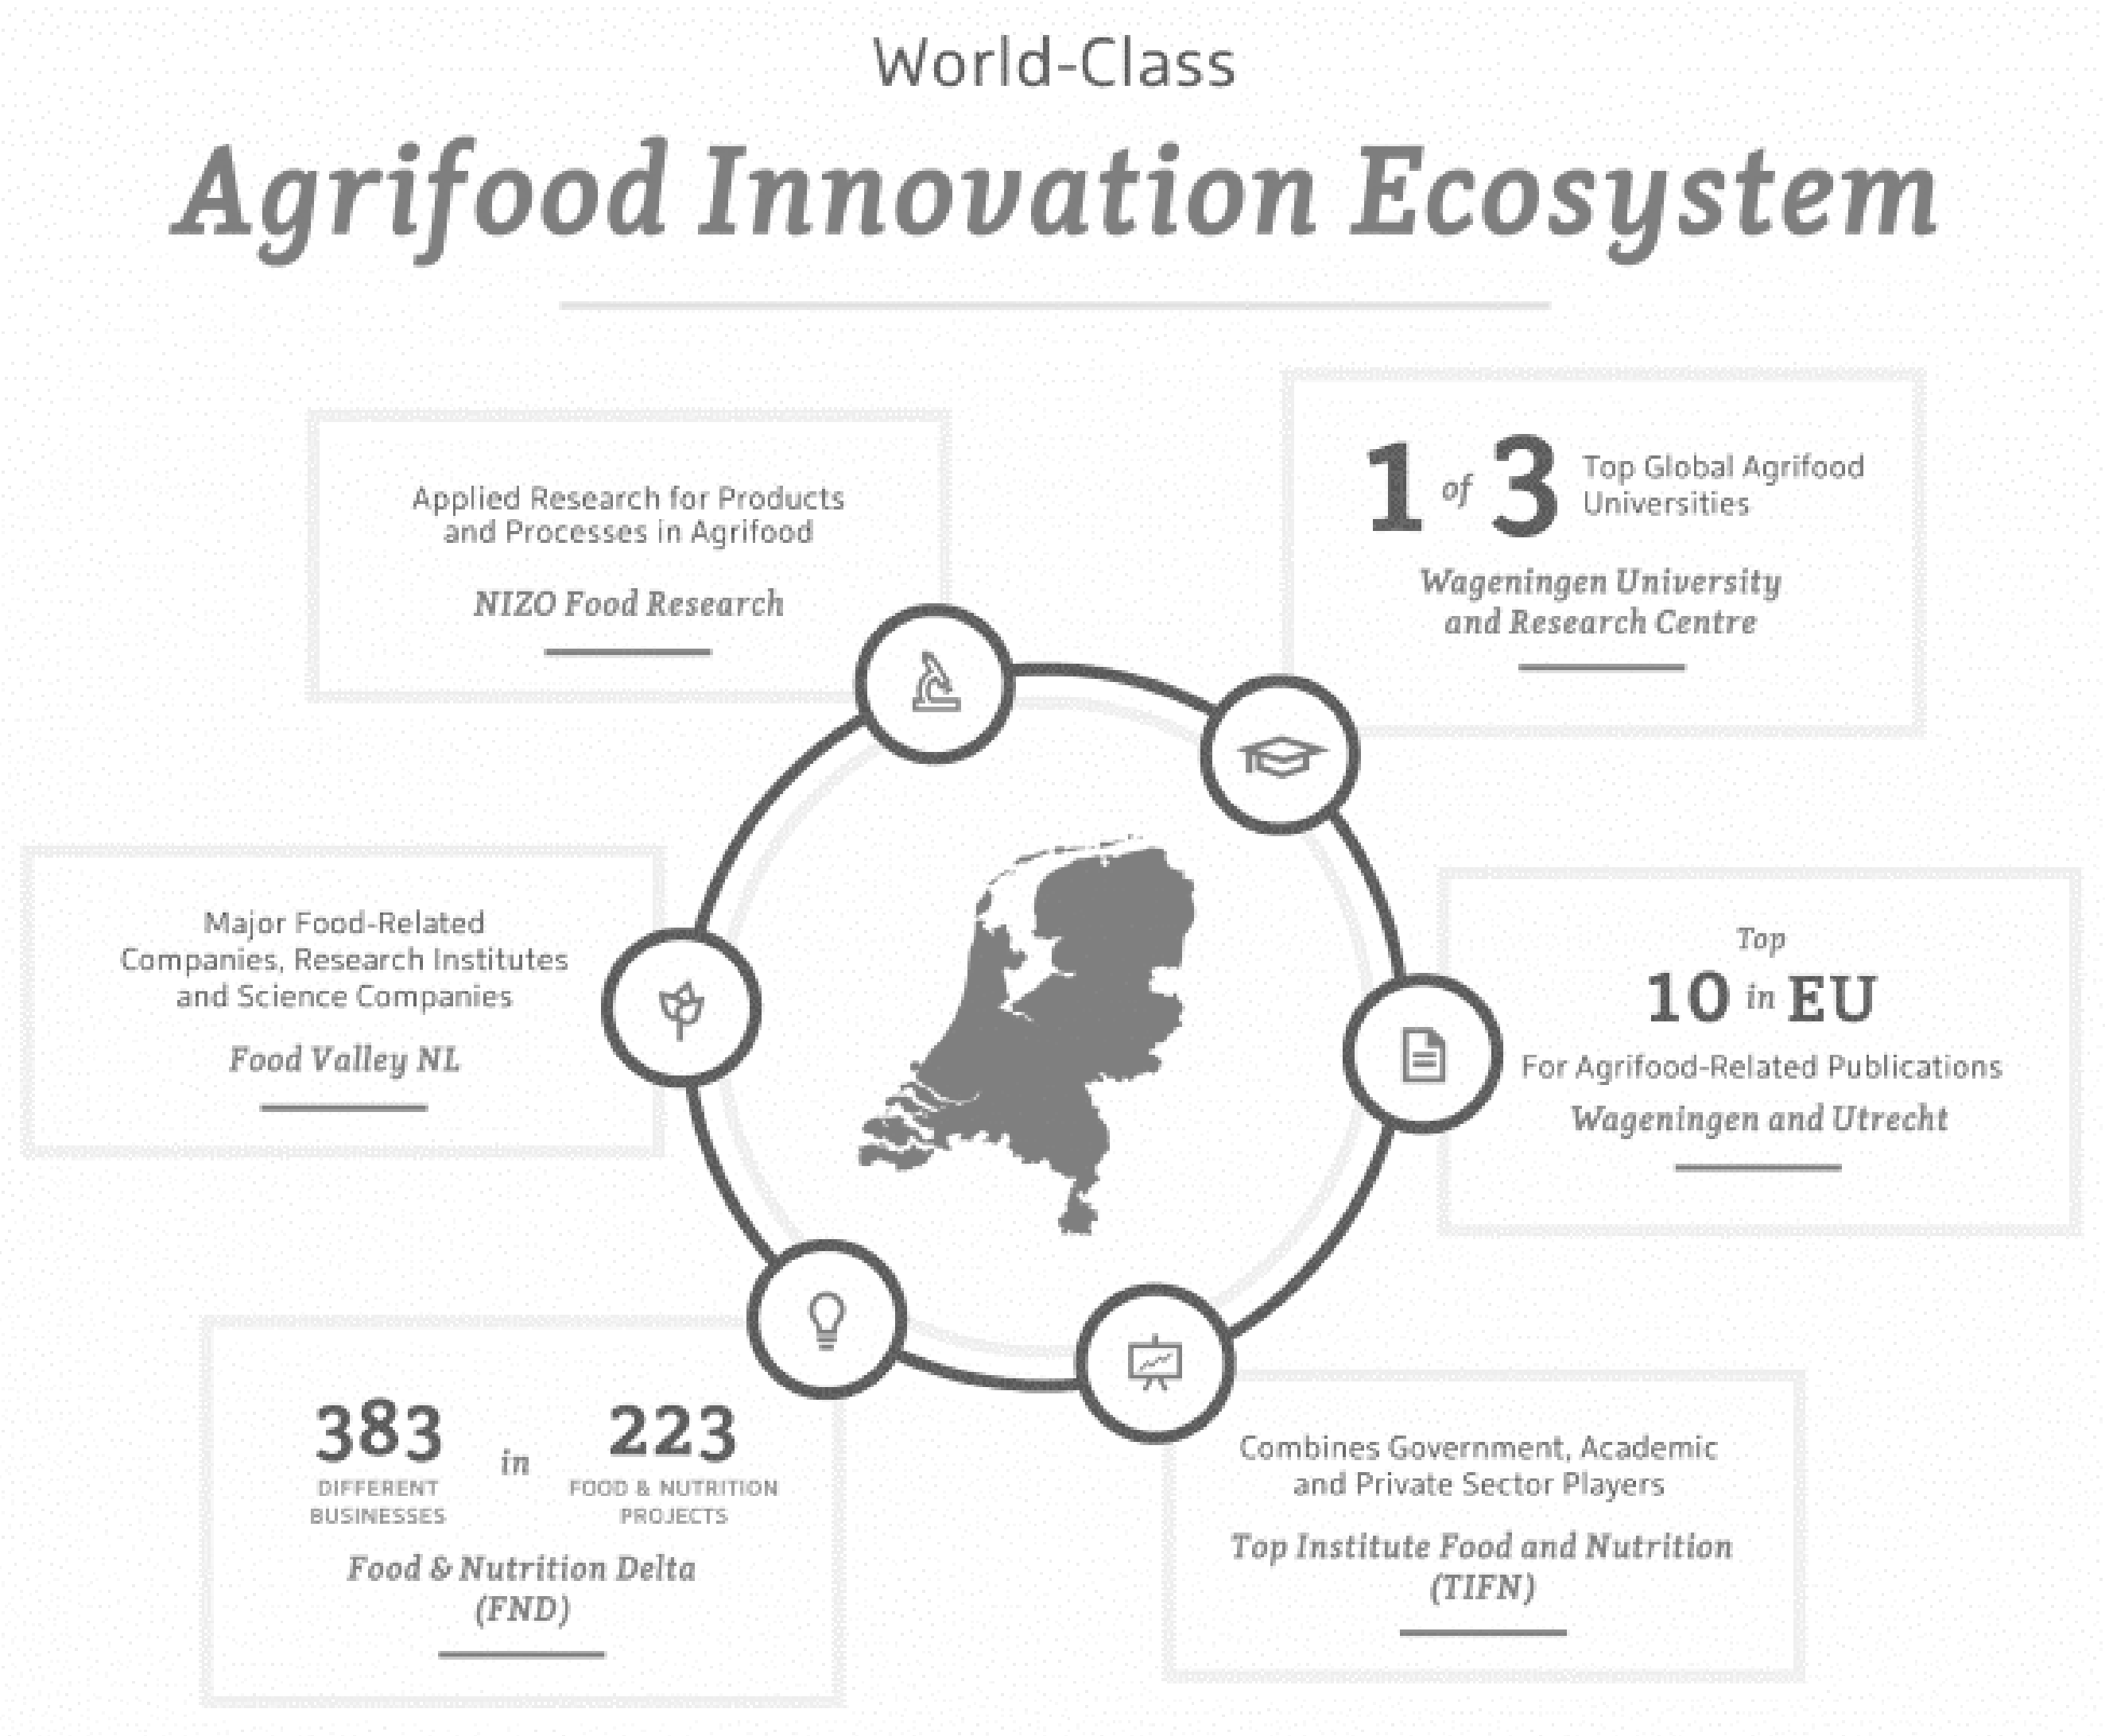 World-Class
Agrifood Innovation Ecosystem
Applied Research for Products
and Processes in Agrifood
NIZO Food Research
1 of 3 Top Global Agrifood
Universities
Wageningen University
and Research Centre
Major Food-Related
Companies, Research Institutes
and Science Companies
Food Valley NL
Top
10 in EU
For Agrifood-Related Publications
Wageningen and Utrecht
383 in 223
DIFFERENT FOOD & NUTRITION
BUSINESSES PROJECTS
Food & Nutrition Delta
(FND)
Combines Government, Academic
and Private Sector Players
Top Institute Food and Nutrition
(TIFN)